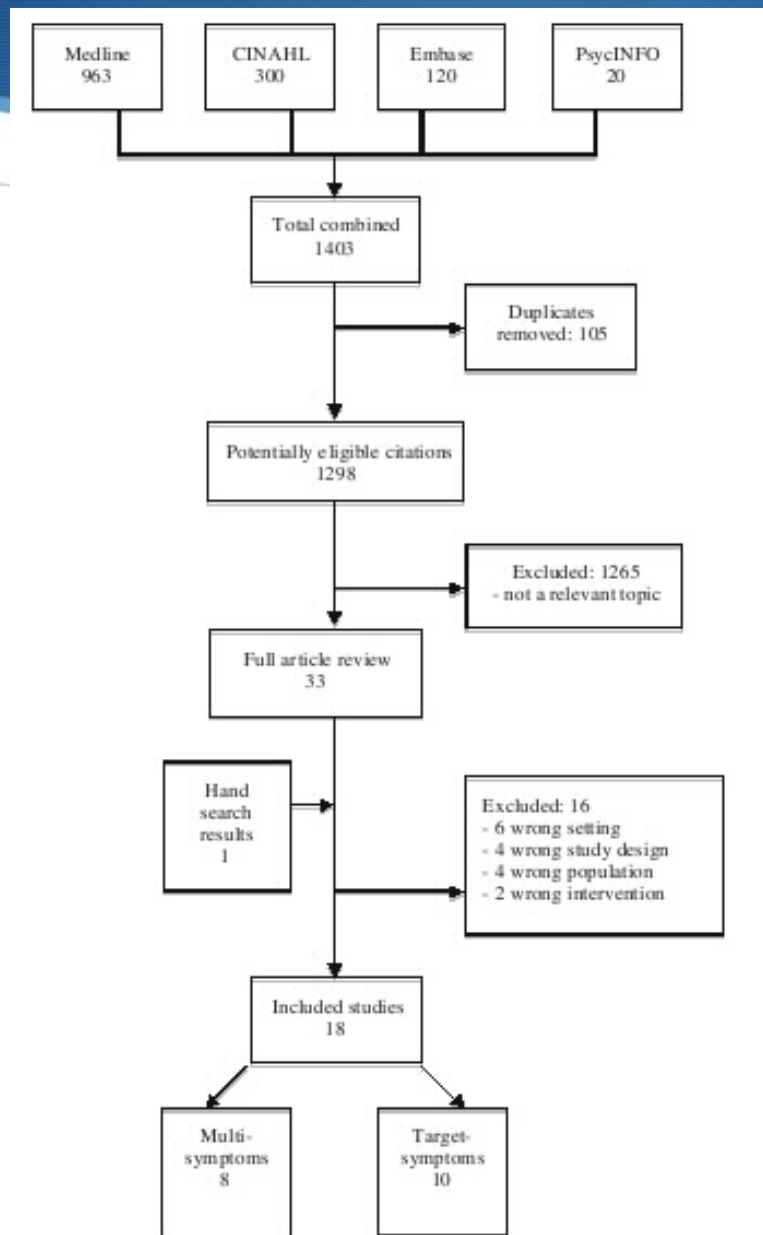 Medline
963
CINAHL
300
Embase
120
PsycINFO
20
Total combined
1403
Duplicates
removed: 105
Potentially eligible citations
1298
Excluded: 1265
- not a relevant topic
Full article review
33
Hand
search
results
1
Excluded: 16
- 6 wrong setting
- 4 wrong study design
- 4 wrong population
- 2 wrong intervention
Included studies
18
Multi-
symptoms
8
Target-
symptoms
10